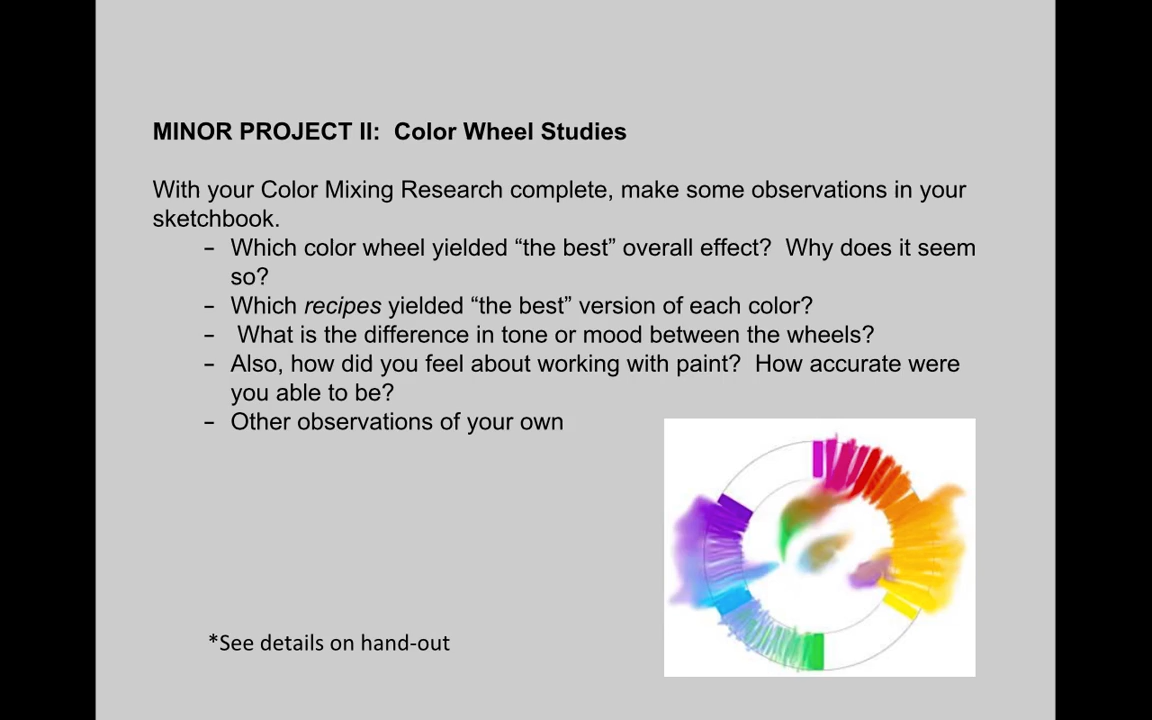 MINOR PROJECT II:  Color Wheel Studies
With your Color Mixing Research complete, make some observations in your
sketchbook.
– Which color wheel yielded “the best” overall effect?  Why does it seem
so?
– Which recipes yielded “the best” version of each color?
–  What is the difference in tone or mood between the wheels?
– Also, how did you feel about working with paint?  How accurate were
you able to be?
– Other observations of your own
*See details on hand-out